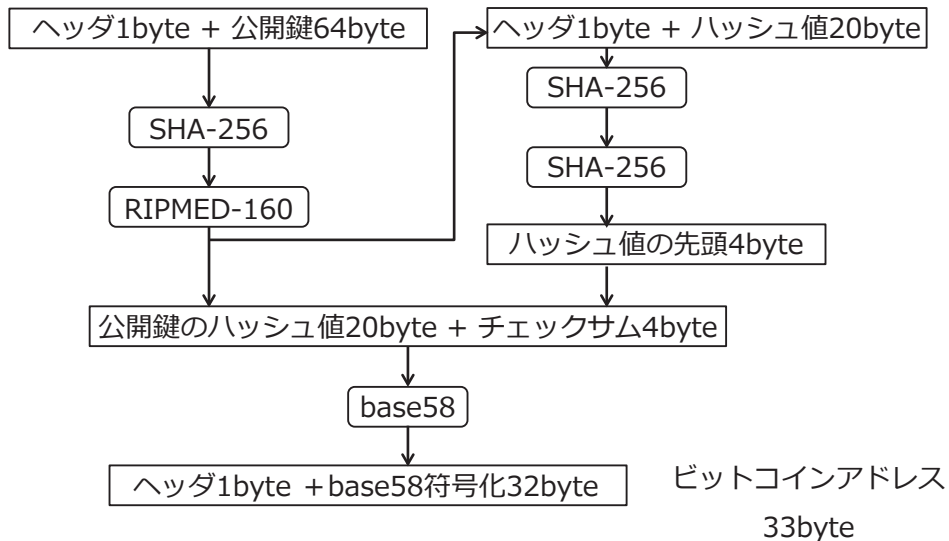 ヘッダ1byte + 公開鍵64byte
SHA-256
RIPMED-160
ヘッダ1byte + ハッシュ値20byte
SHA-256
SHA-256
ハッシュ値の先頭4byte
公開鍵のハッシュ値20byte + チェックサム4byte
base58
ヘッダ1byte +base58符号化32byte
ビットコインアドレス
33byte